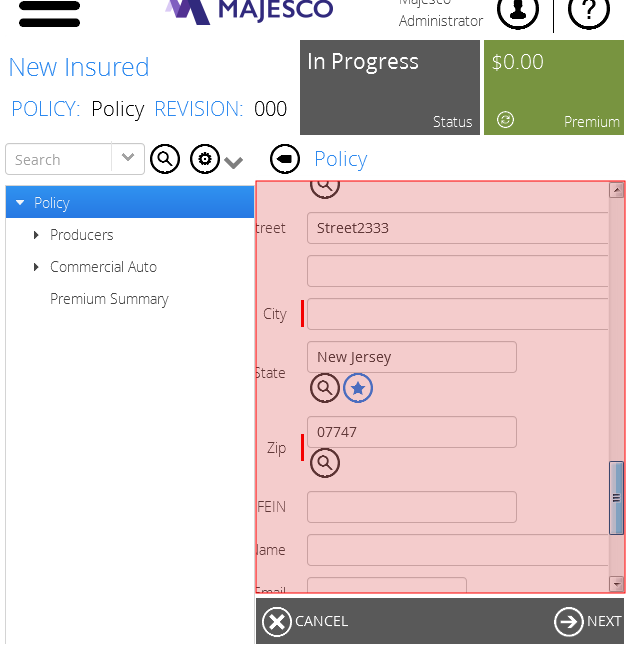 MAJESCO
Majesco
Administrator
?
New Insured
POLICY: Policy REVISION: 000
In Progress
Status
$0.00
Premium
Search
Policy
Policy
Producers
Commercial Auto
Premium Summary
treet Street2333
City
State New Jersey
Zip 07747
FEIN
Name
Email
CANCEL
NEXT